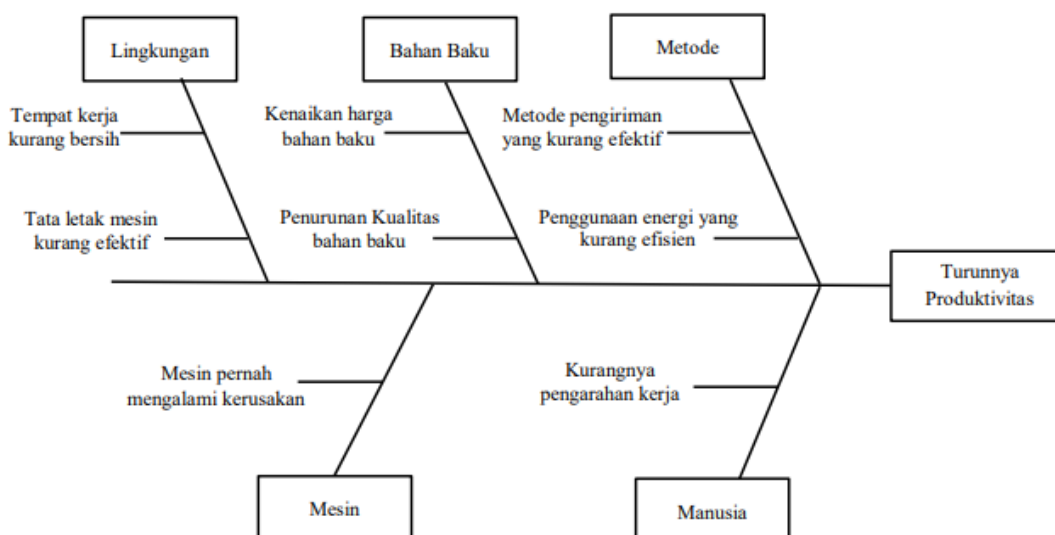 Lingkungan
Bahan Baku
Metode
Tempat kerja
kurang bersih
Kenaikan harga
bahan baku
Metode pengiriman
yang kurang efektif
Tata letak mesin
kurang efektif
Penurunan Kualitas
bahan baku
Penggunaan energi yang
kurang efisien
Turunnya
Produktivitas
Mesin pernah
mengalami kerusakan
Kurangnya
pengarahan kerja
Mesin
Manusia